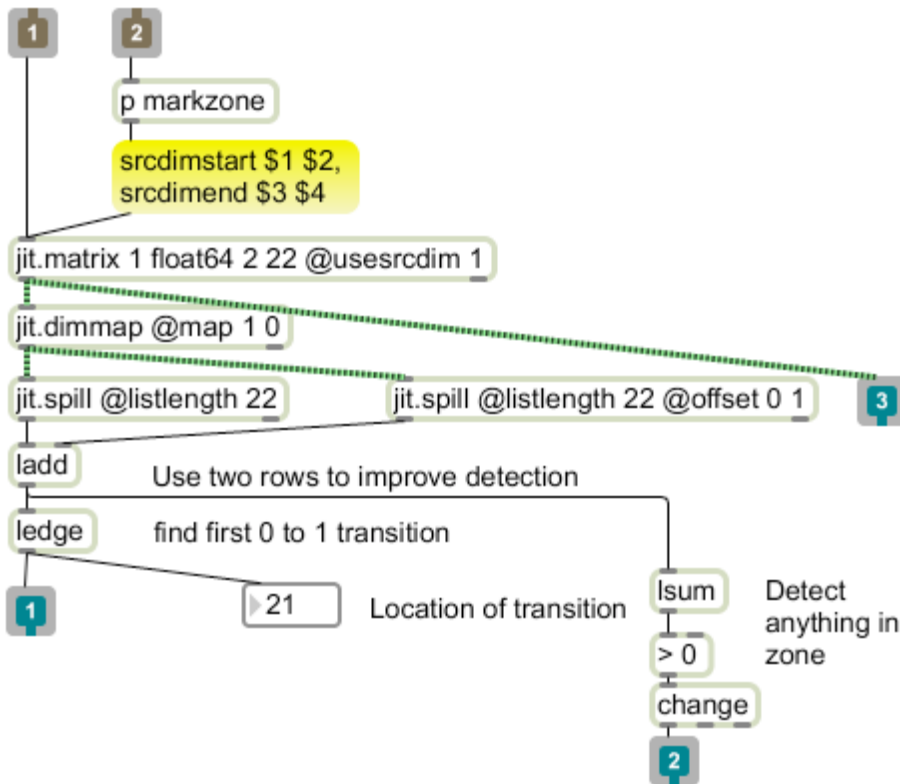 1
2
p markzone
srcdimstart $1 $2,
srcdimend $3 $4
jit.matrix 1 float64 2 22 @usesrcdim 1
jit.dimmap @map 1 0
jit.spill @listlength 22
jit.spill @listlength 22 @offset 0 1
3
ladd
Use two rows to improve detection
ledge
find first 0 to 1 transition
1
21
Location of transition
lsum
Detect
anything in
zone
> 0
change
2